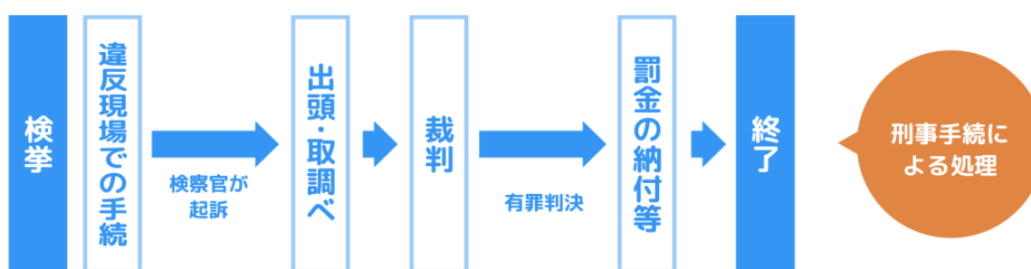 検挙
違反現場での手続
検察官が
起訴
出頭・取調べ
裁判
有罪判決
罰金の納付等
終了
刑事手続に
よる処理